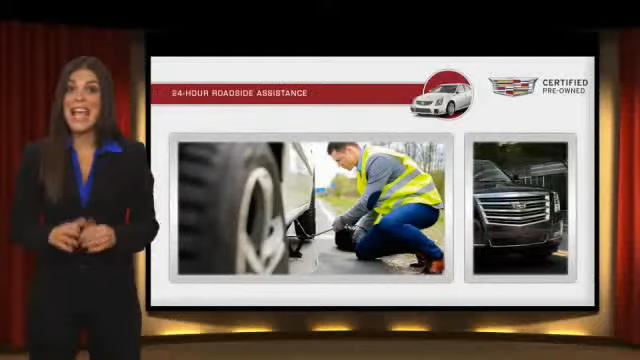 24-HOUR ROADSIDE ASSISTANCE
CERTIFIED
PRE-OWNED